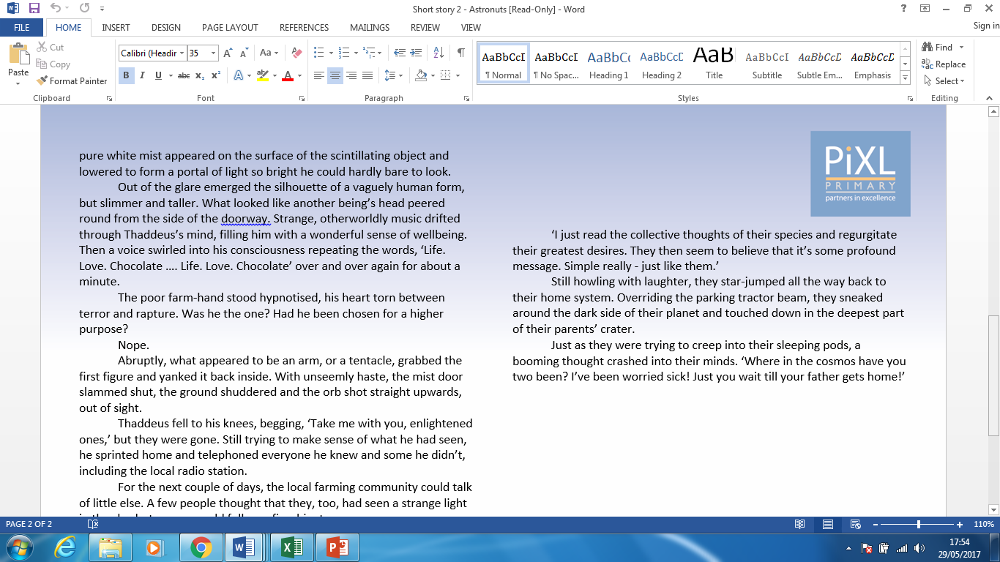 Short story 2 - Astronuts [Read-Only] - Word
FILE HOME INSERT DESIGN PAGE LAYOUT REFERENCES MAILINGS REVIEW VIEW Sign in
Paste
Cut
Copy
Format Painter
Clipboard
Calibri (Headir 35
Aa
B I U abc x₂ x²
Font
Paragraph
AaBbCcI AaBbCcI AaBbCc AaBbCcD AaB AaBbCcI AaBbCcD AaBbCcD
¶ Normal ¶ No Spac... Heading 1 Heading 2 Title Subtitle Subtle Em... Emphasis
Styles
Find
Replace
Select
Editing
pure white mist appeared on the surface of the scintillating object and
lowered to form a portal of light so bright he could hardly bare to look.
Out of the glare emerged the silhouette of a vaguely human form,
but slimmer and taller. What looked like another being’s head peered
round from the side of the doorway. Strange, otherworldly music drifted
through Thaddeus’s mind, filling him with a wonderful sense of wellbeing.
Then a voice swirled into his consciousness repeating the words, ‘Life.
Love. Chocolate .... Life. Love. Chocolate’ over and over again for about a
minute.
The poor farm-hand stood hypnotised, his heart torn between
terror and rapture. Was he the one? Had he been chosen for a higher
purpose?
Nope.
Abruptly, what appeared to be an arm, or a tentacle, grabbed the
first figure and yanked it back inside. With unseemly haste, the mist door
slammed shut, the ground shuddered and the orb shot straight upwards,
out of sight.
Thaddeus fell to his knees, begging, ‘Take me with you, enlightened
ones,’ but they were gone. Still trying to make sense of what he had seen,
he sprinted home and telephoned everyone he knew and some he didn’t,
including the local radio station.
For the next couple of days, the local farming community could talk
of little else. A few people thought that they, too, had seen a strange light
PiXL
PRIMARY
partners in excellence
‘I just read the collective thoughts of their species and regurgitate
their greatest desires. They then seem to believe that it’s some profound
message. Simple really - just like them.’
Still howling with laughter, they star-jumped all the way back to
their home system. Overriding the parking tractor beam, they sneaked
around the dark side of their planet and touched down in the deepest part
of their parents’ crater.
Just as they were trying to creep into their sleeping pods, a
booming thought crashed into their minds. ‘Where in the cosmos have you
two been? I’ve been worried sick! Just you wait till your father gets home!’
PAGE 2 OF 2
110%
17:54
29/05/2017